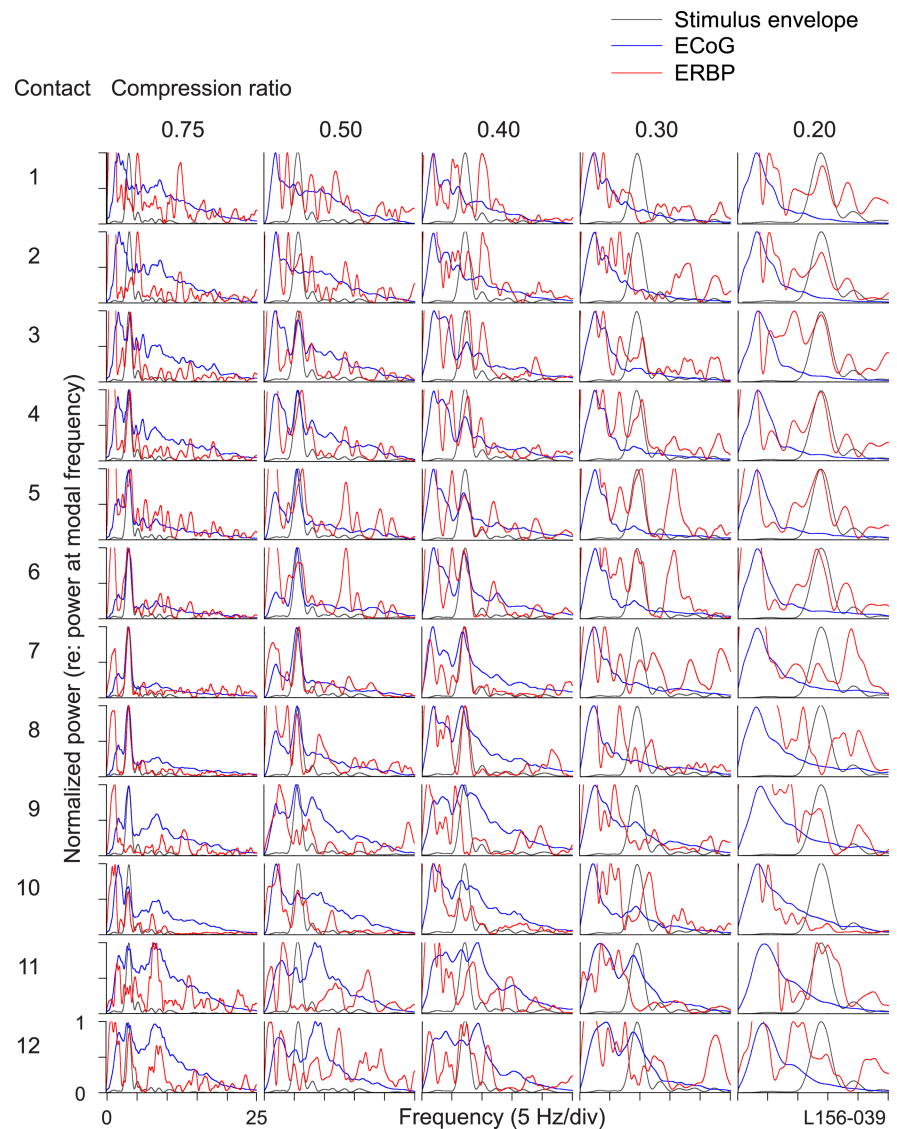 Stimulus envelope
ECoG
ERBP
Contact Compression ratio
0.75 0.50 0.40 0.30 0.20
1
2
3
4
5
6
7
8
9
10
11
12
Normalized power (re: power at modal frequency)
1
0
0 25 Frequency (5 Hz/div) L156-039